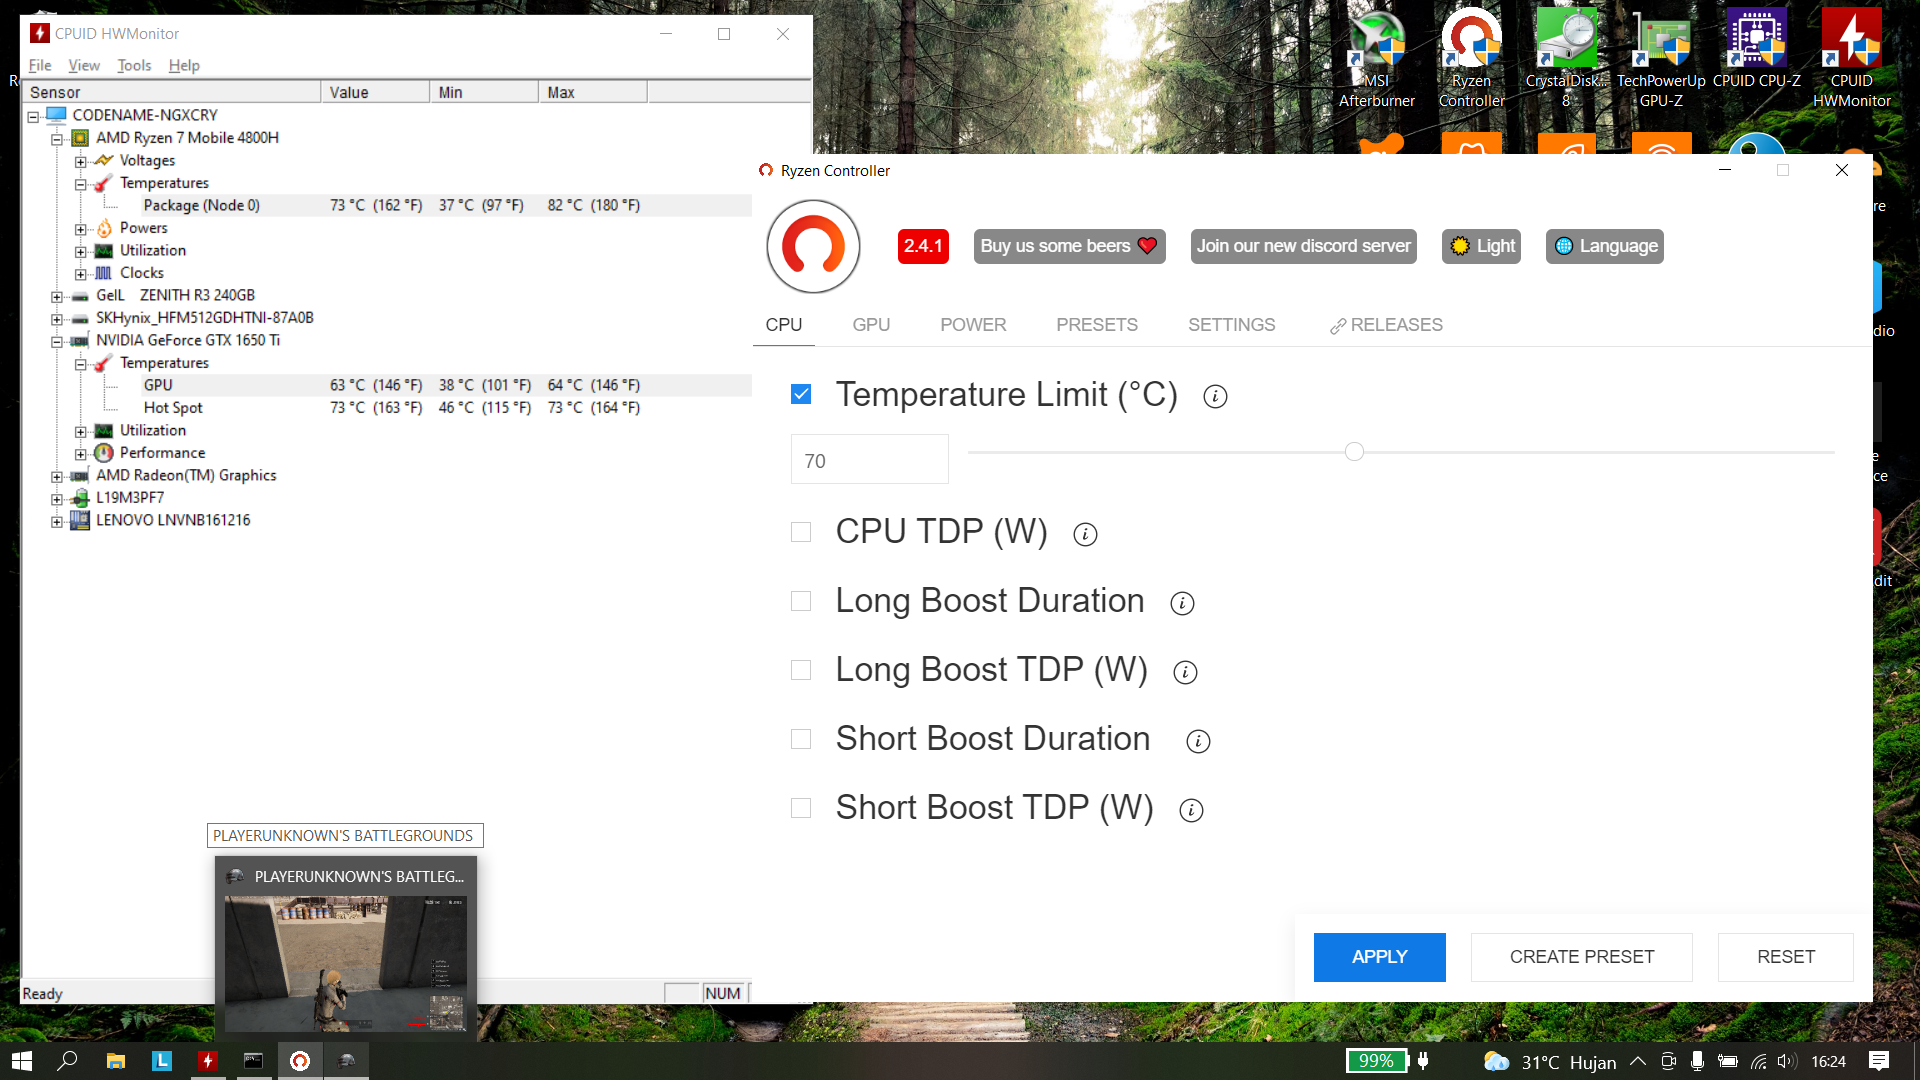 CPUID HWMonitor
File View Tools Help
Sensor Value Min Max
CODENAME-NGXCRY
AMD Ryzen 7 Mobile 4800H
Voltages
Temperatures
Package (Node 0) 73 °C (162 °F) 37 °C (97 °F) 82 °C (180 °F)
Powers
Utilization
Clocks
GeIL ZENITH R3 240GB
SKHynix_HFM512GDHTNI-87A0B
NVIDIA GeForce GTX 1650 Ti
Temperatures
GPU 63 °C (146 °F) 38 °C (101 °F) 64 °C (146 °F)
Hot Spot 73 °C (163 °F) 46 °C (115 °F) 73 °C (164 °F)
Utilization
Performance
AMD Radeon(TM) Graphics
L19M3PF7
LENOVO LNVNB161216
Ready NUM
PLAYERUNKNOWN'S BATTLEGROUNDS
PLAYERUNKNOWN'S BATTLEG...
MSI
Afterburner
Ryzen
Controller
CrystalDisk...
8
TechPowerUp
GPU-Z
CPUID CPU-Z
CPUID
HWMonitor
Ryzen Controller
2.4.1 Buy us some beers Join our new discord server Light Language
CPU GPU POWER PRESETS SETTINGS RELEASES
Temperature Limit (°C)
70
CPU TDP (W)
Long Boost Duration
Long Boost TDP (W)
Short Boost Duration
Short Boost TDP (W)
APPLY CREATE PRESET RESET
re
dio
e
ce
dit
99% 31°C Hujan 16:24